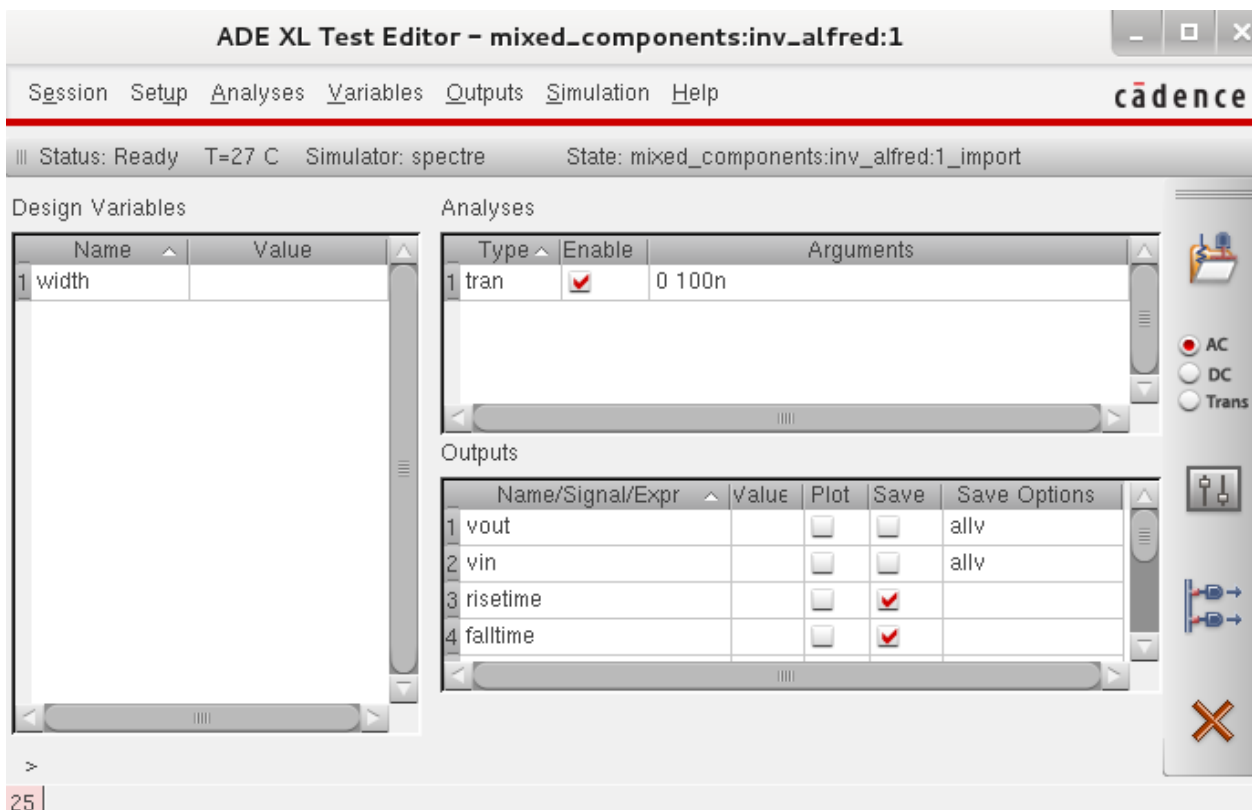 ADE XL Test Editor – mixed_components:inv_alfred:1
Session Setup Analyses Variables Outputs Simulation Help
cādence
Status: Ready T=27 C Simulator: spectre State: mixed_components:inv_alfred:1_import
Design Variables
Name Value
1 width
Analyses
Type Enable Arguments
1 tran 0 100n
AC
DC
Trans
Outputs
Name/Signal/Expr Value Plot Save Save Options
1 vout allv
2 vin allv
3 risetime
4 falltime
>
25